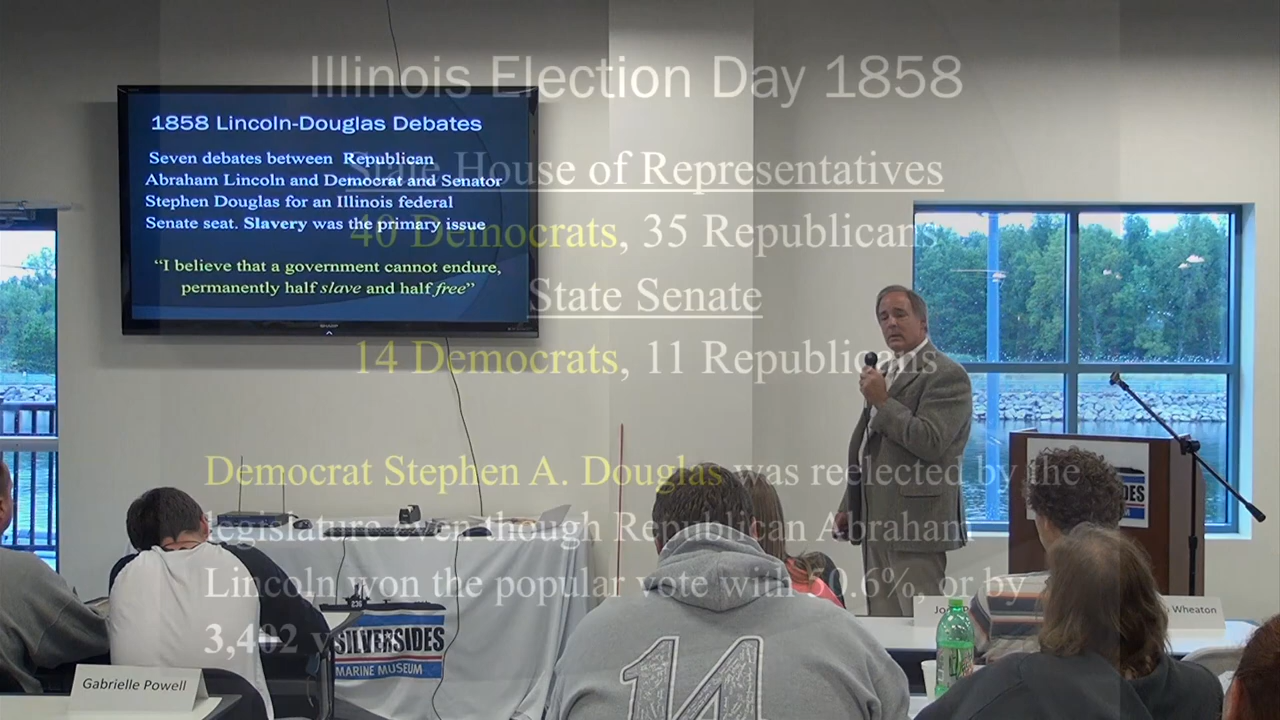 Illinois Election Day 1858
State House of Representatives
40 Democrats, 35 Republicans
State Senate
14 Democrats, 11 Republicans
Democrat Stephen A. Douglas was reelected by the
legislature even though Republican Abraham
Lincoln won the popular vote with 50.6%, or by
3,402
1858 Lincoln-Douglas Debates
Seven debates between Republican
Abraham Lincoln and Democrat and Senator
Stephen Douglas for an Illinois federal
Senate seat. Slavery was the primary issue
“I believe that a government cannot endure,
permanently half slave and half free”
236
SILVERSIDES
MARINE MUSEUM
Gabrielle Powell
14
Wheaton